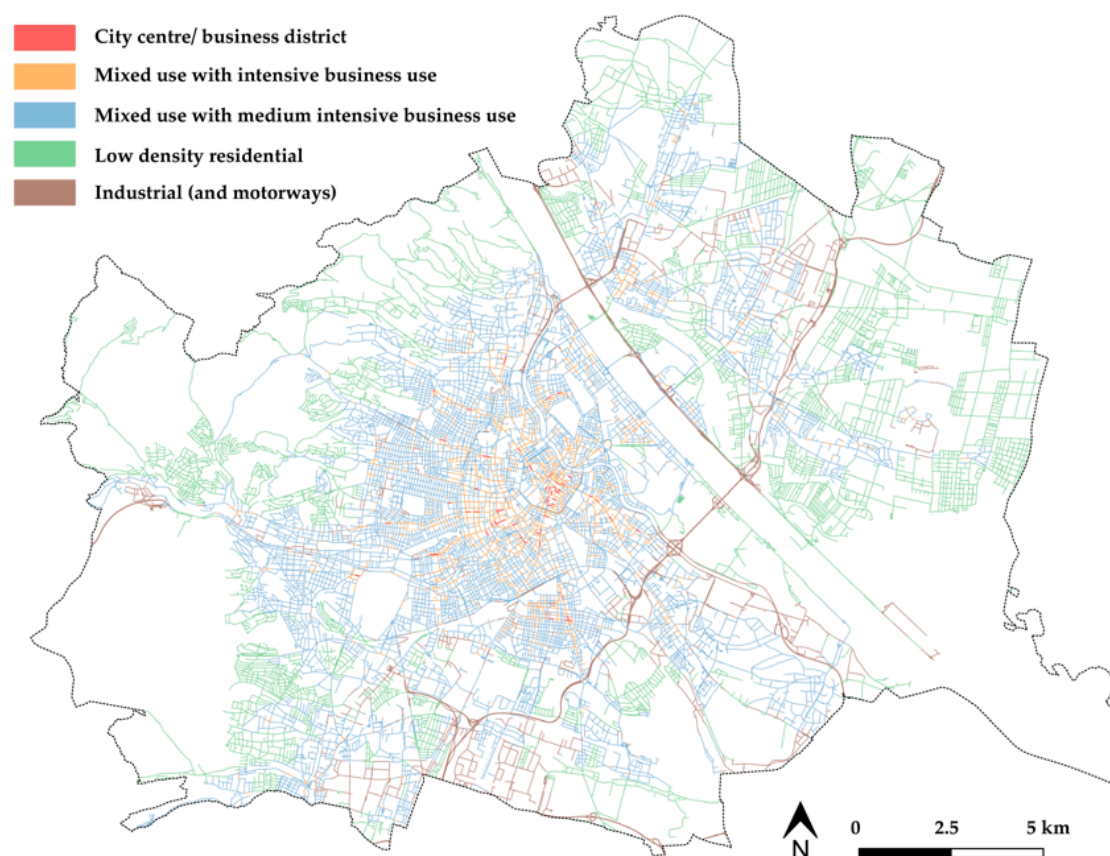 City centre/ business district
Mixed use with intensive business use
Mixed use with medium intensive business use
Low density residential
Industrial (and motorways)
N
0 2.5 5 km